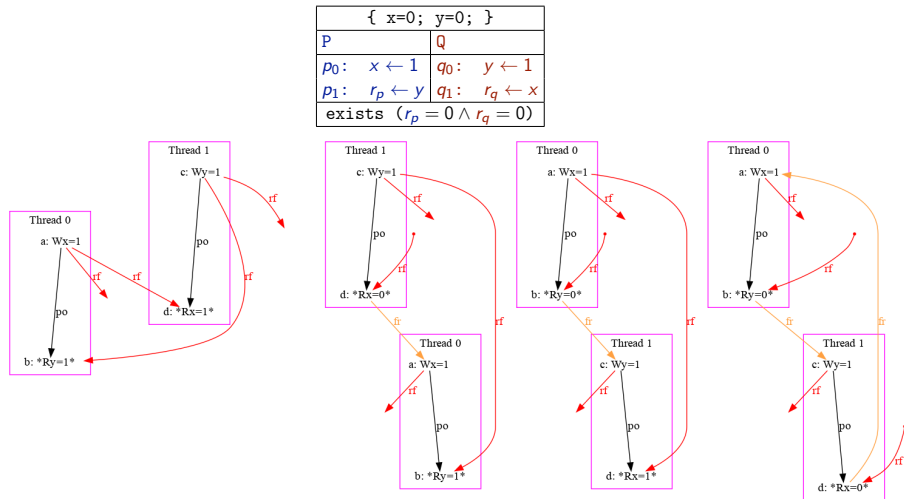 { x=0; y=0; }
P Q
p0: x ← 1 q0: y ← 1
p1: rp ← y q1: rq ← x
exists (rp = 0 ∧ rq = 0)
Thread 1
c: Wy=1
rf
Thread 0
a: Wx=1
rf
rf
rf
po
po
d: *Rx=1*
b: *Ry=1*
Thread 1
c: Wy=1
rf
po
rf
d: *Rx=0*
fr
rf
Thread 0
a: Wx=1
rf
po
b: *Ry=1*
Thread 0
a: Wx=1
rf
po
rf
b: *Ry=0*
fr
rf
Thread 1
c: Wy=1
rf
po
d: *Rx=1*
Thread 0
a: Wx=1
rf
po
rf
b: *Ry=0*
fr
fr
Thread 1
c: Wy=1
rf
po
rf
d: *Rx=0*